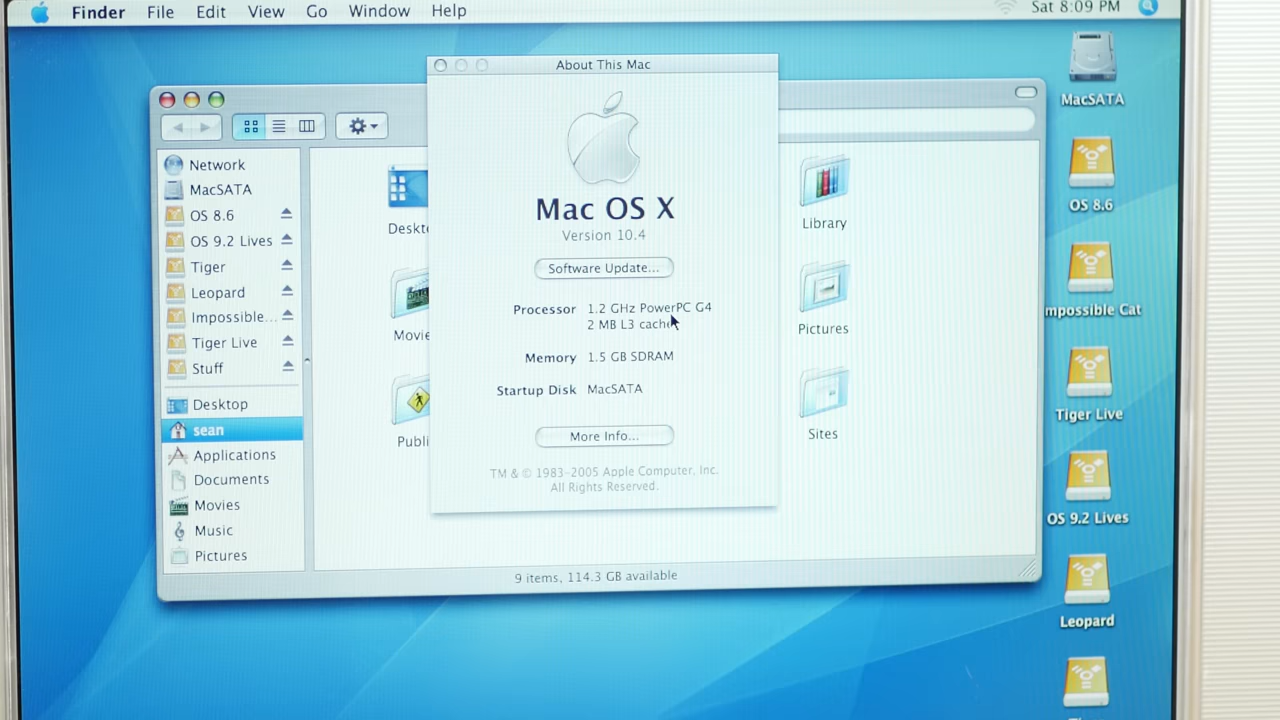 Finder File Edit View Go Window Help
Sat 8:09 PM
About This Mac
Mac OS X
Version 10.4
Software Update...
Processor 1.2 GHz PowerPC G4
2 MB L3 cache
Memory 1.5 GB SDRAM
Startup Disk MacSATA
More Info...
TM & © 1983–2005 Apple Computer, Inc.
All Rights Reserved.
Network
MacSATA
OS 8.6
OS 9.2 Lives
Tiger
Leopard
Impossible...
Tiger Live
Stuff
Desktop
sean
Applications
Documents
Movies
Music
Pictures
Deskto
Movie
Publi
Library
Pictures
Sites
9 items, 114.3 GB available
MacSATA
OS 8.6
mpossible Cat
Tiger Live
OS 9.2 Lives
Leopard